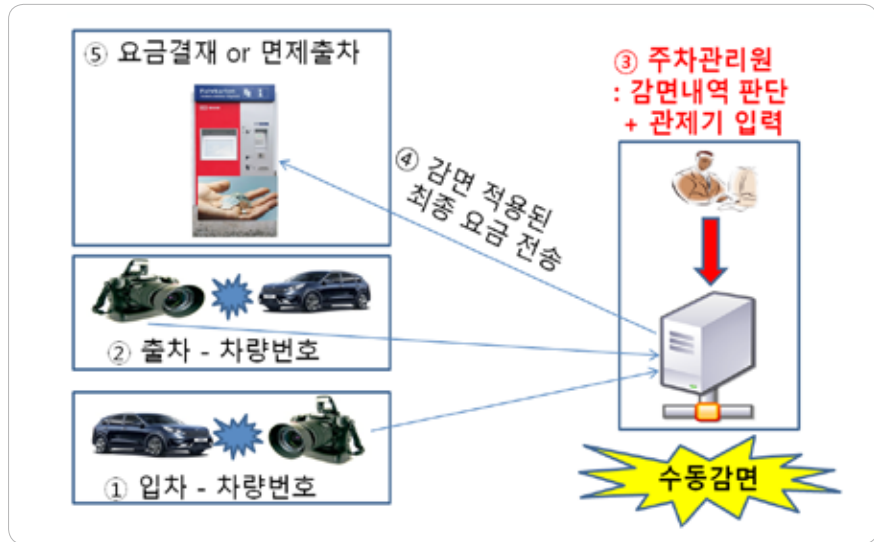 ⑤ 요금결재 or 면제출차
③ 주차관리원
: 감면내역 판단
+ 관제기 입력
④ 감면 적용된
최종 요금 전송
② 출차 - 차량번호
① 입차 - 차량번호
수동감면